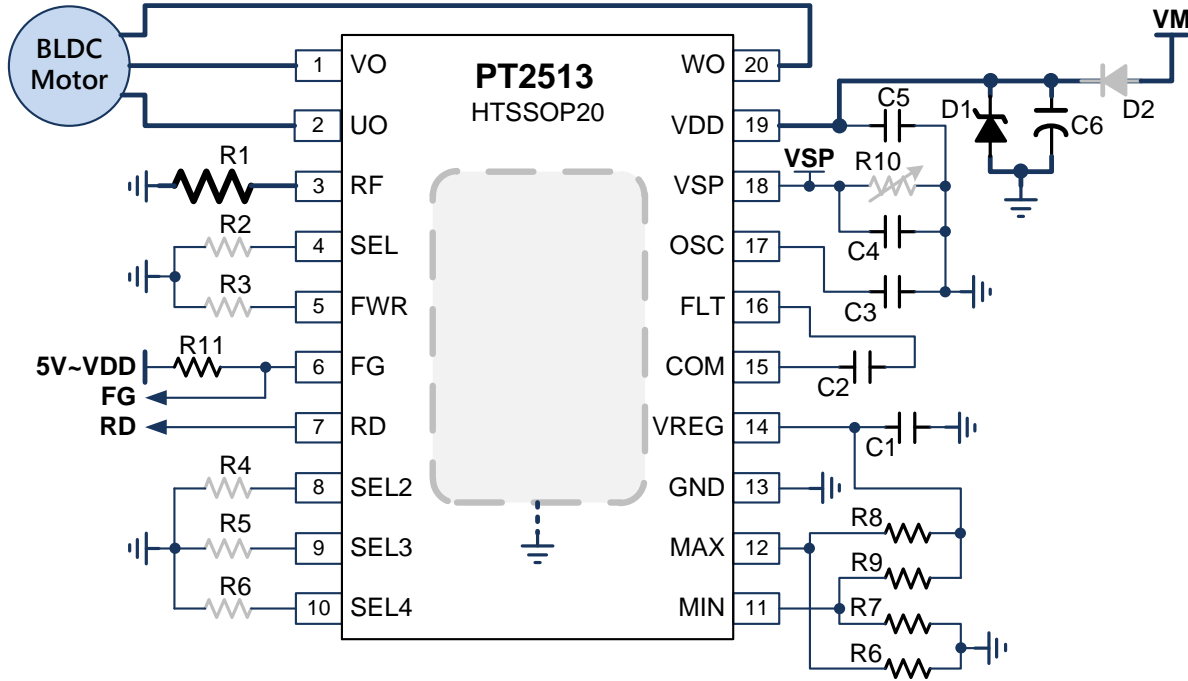 BLDC
Motor
VM
PT2513
HTSSOP20
1 VO
WO 20
2 UO
VDD 19
C5
D1
C6
D2
R1
3 RF
VSP 18
VSP
R10
R2
4 SEL
OSC 17
C4
R3
5 FWR
FLT 16
C3
R11
5V~VDD
6 FG
COM 15
C2
FG
RD
7 RD
VREG 14
C1
R4
8 SEL2
GND 13
R5
9 SEL3
MAX 12
R8
R9
R6
10 SEL4
MIN 11
R7
R6